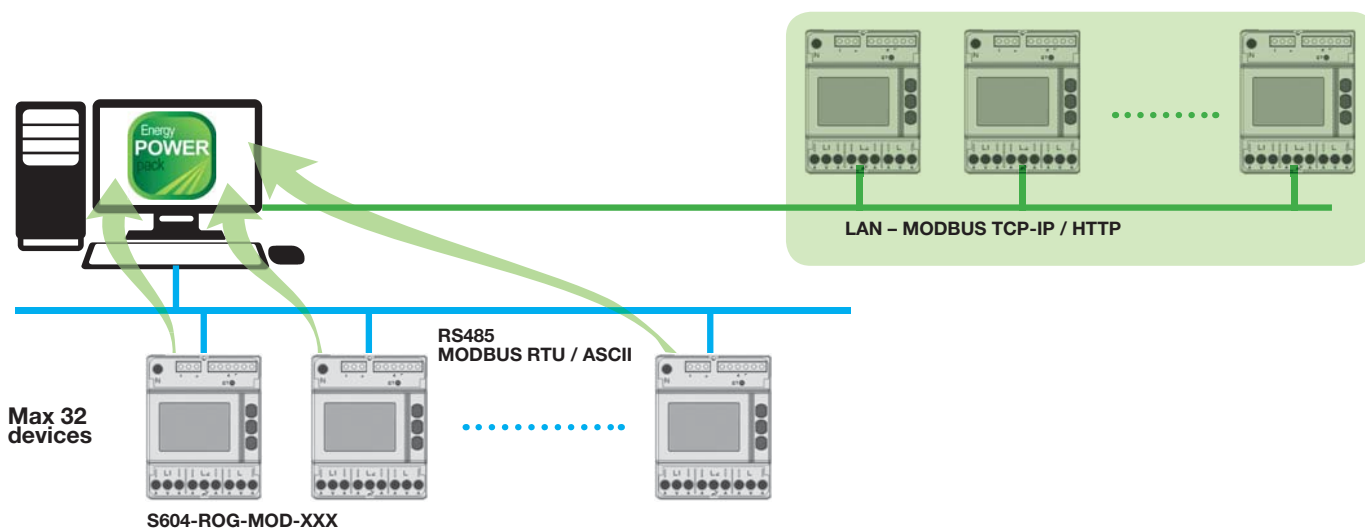 Energy
POWER
pack
LAN – MODBUS TCP-IP / HTTP
RS485
MODBUS RTU / ASCII
Max 32
devices
S604-ROG-MOD-XXX